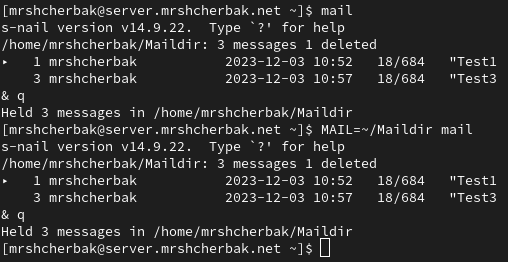 [mrshcherbak@server.mrshcherbak.net ~]$ mail
s-nail version v14.9.22.  Type `?' for help
/home/mrshcherbak/Maildir: 3 messages 1 deleted
▸   1 mrshcherbak           2023-12-03 10:52   18/684   "Test1
    3 mrshcherbak           2023-12-03 10:57   18/684   "Test3
& q
Held 3 messages in /home/mrshcherbak/Maildir
[mrshcherbak@server.mrshcherbak.net ~]$ MAIL=~/Maildir mail
s-nail version v14.9.22.  Type `?' for help
/home/mrshcherbak/Maildir: 3 messages 1 deleted
▸   1 mrshcherbak           2023-12-03 10:52   18/684   "Test1
    3 mrshcherbak           2023-12-03 10:57   18/684   "Test3
& q
Held 3 messages in /home/mrshcherbak/Maildir
[mrshcherbak@server.mrshcherbak.net ~]$